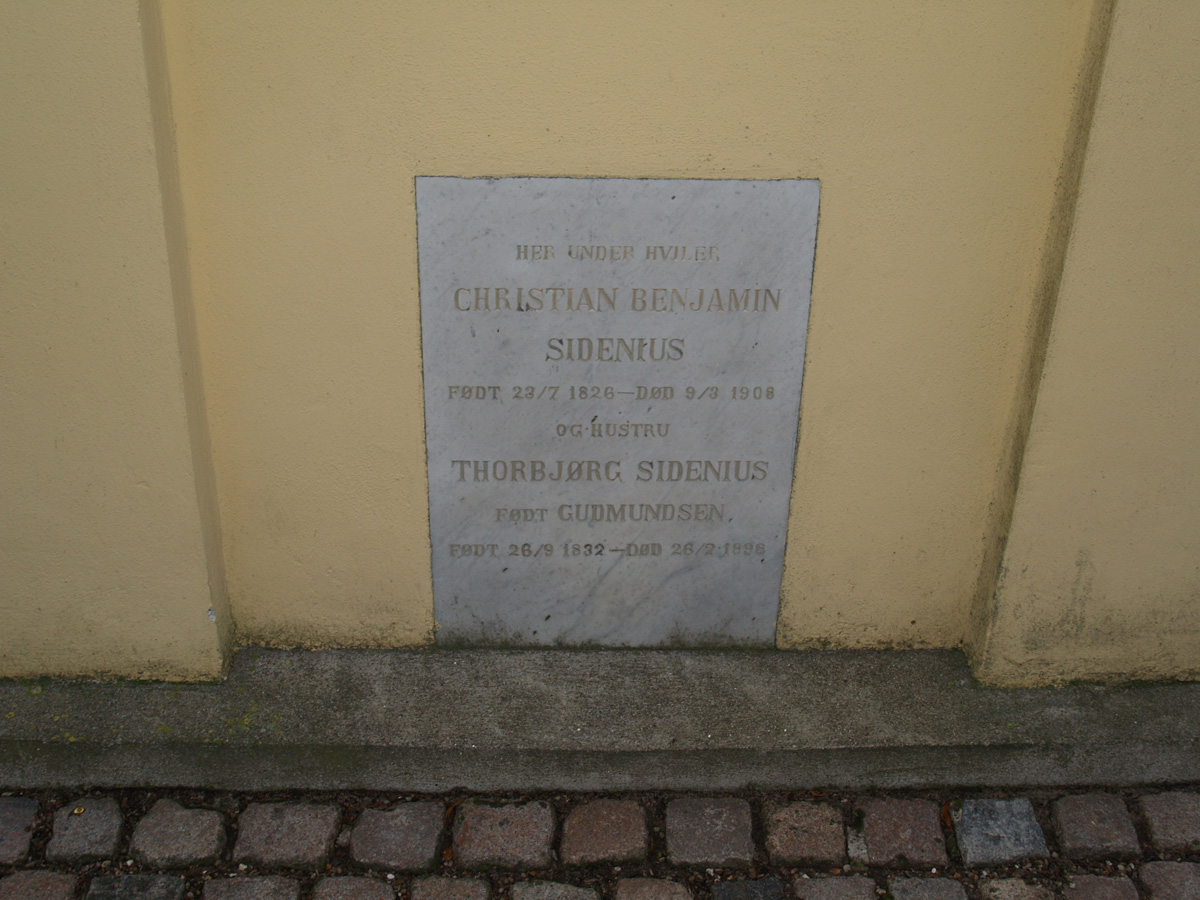 HER UNDER HVILER
CHRISTIAN BENJAMIN
SIDENIUS
FØDT 23/7 1826—DØD 9/3 1908
OG HUSTRU
THORBJØRG SIDENIUS
FØDT GUDMUNDSEN
FØDT 26/9 1832—DØD 26/2 1896